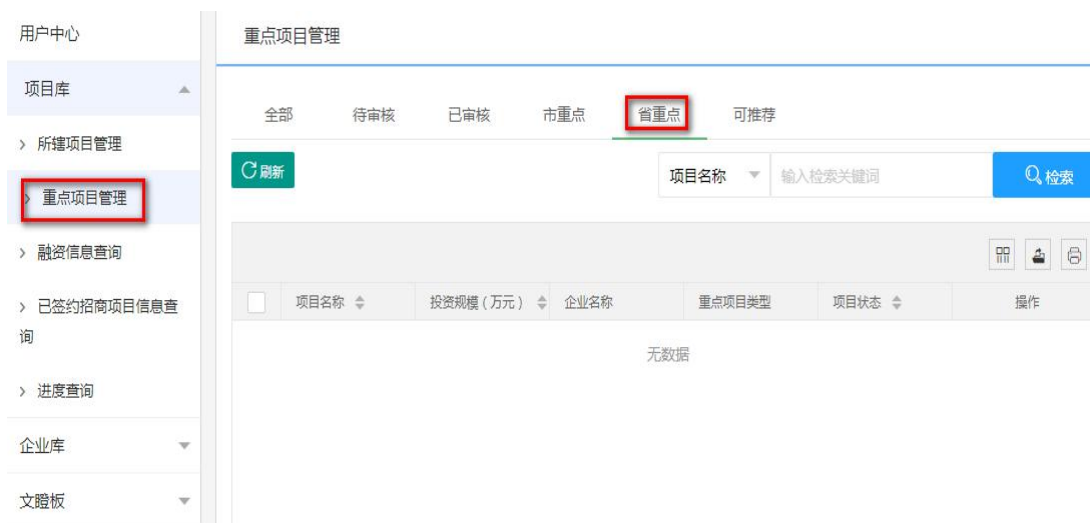 用户中心
重点项目管理
项目库
全部 待审核 已审核 市重点 省重点 可推荐
> 所辖项目管理
刷新 项目名称 输入检索关键词 检索
> 重点项目管理
> 融资信息查询
> 已签约招商项目信息查
询
项目名称 投资规模(万元) 企业名称 重点项目类型 项目状态 操作
无数据
> 进度查询
企业库
文瞪板